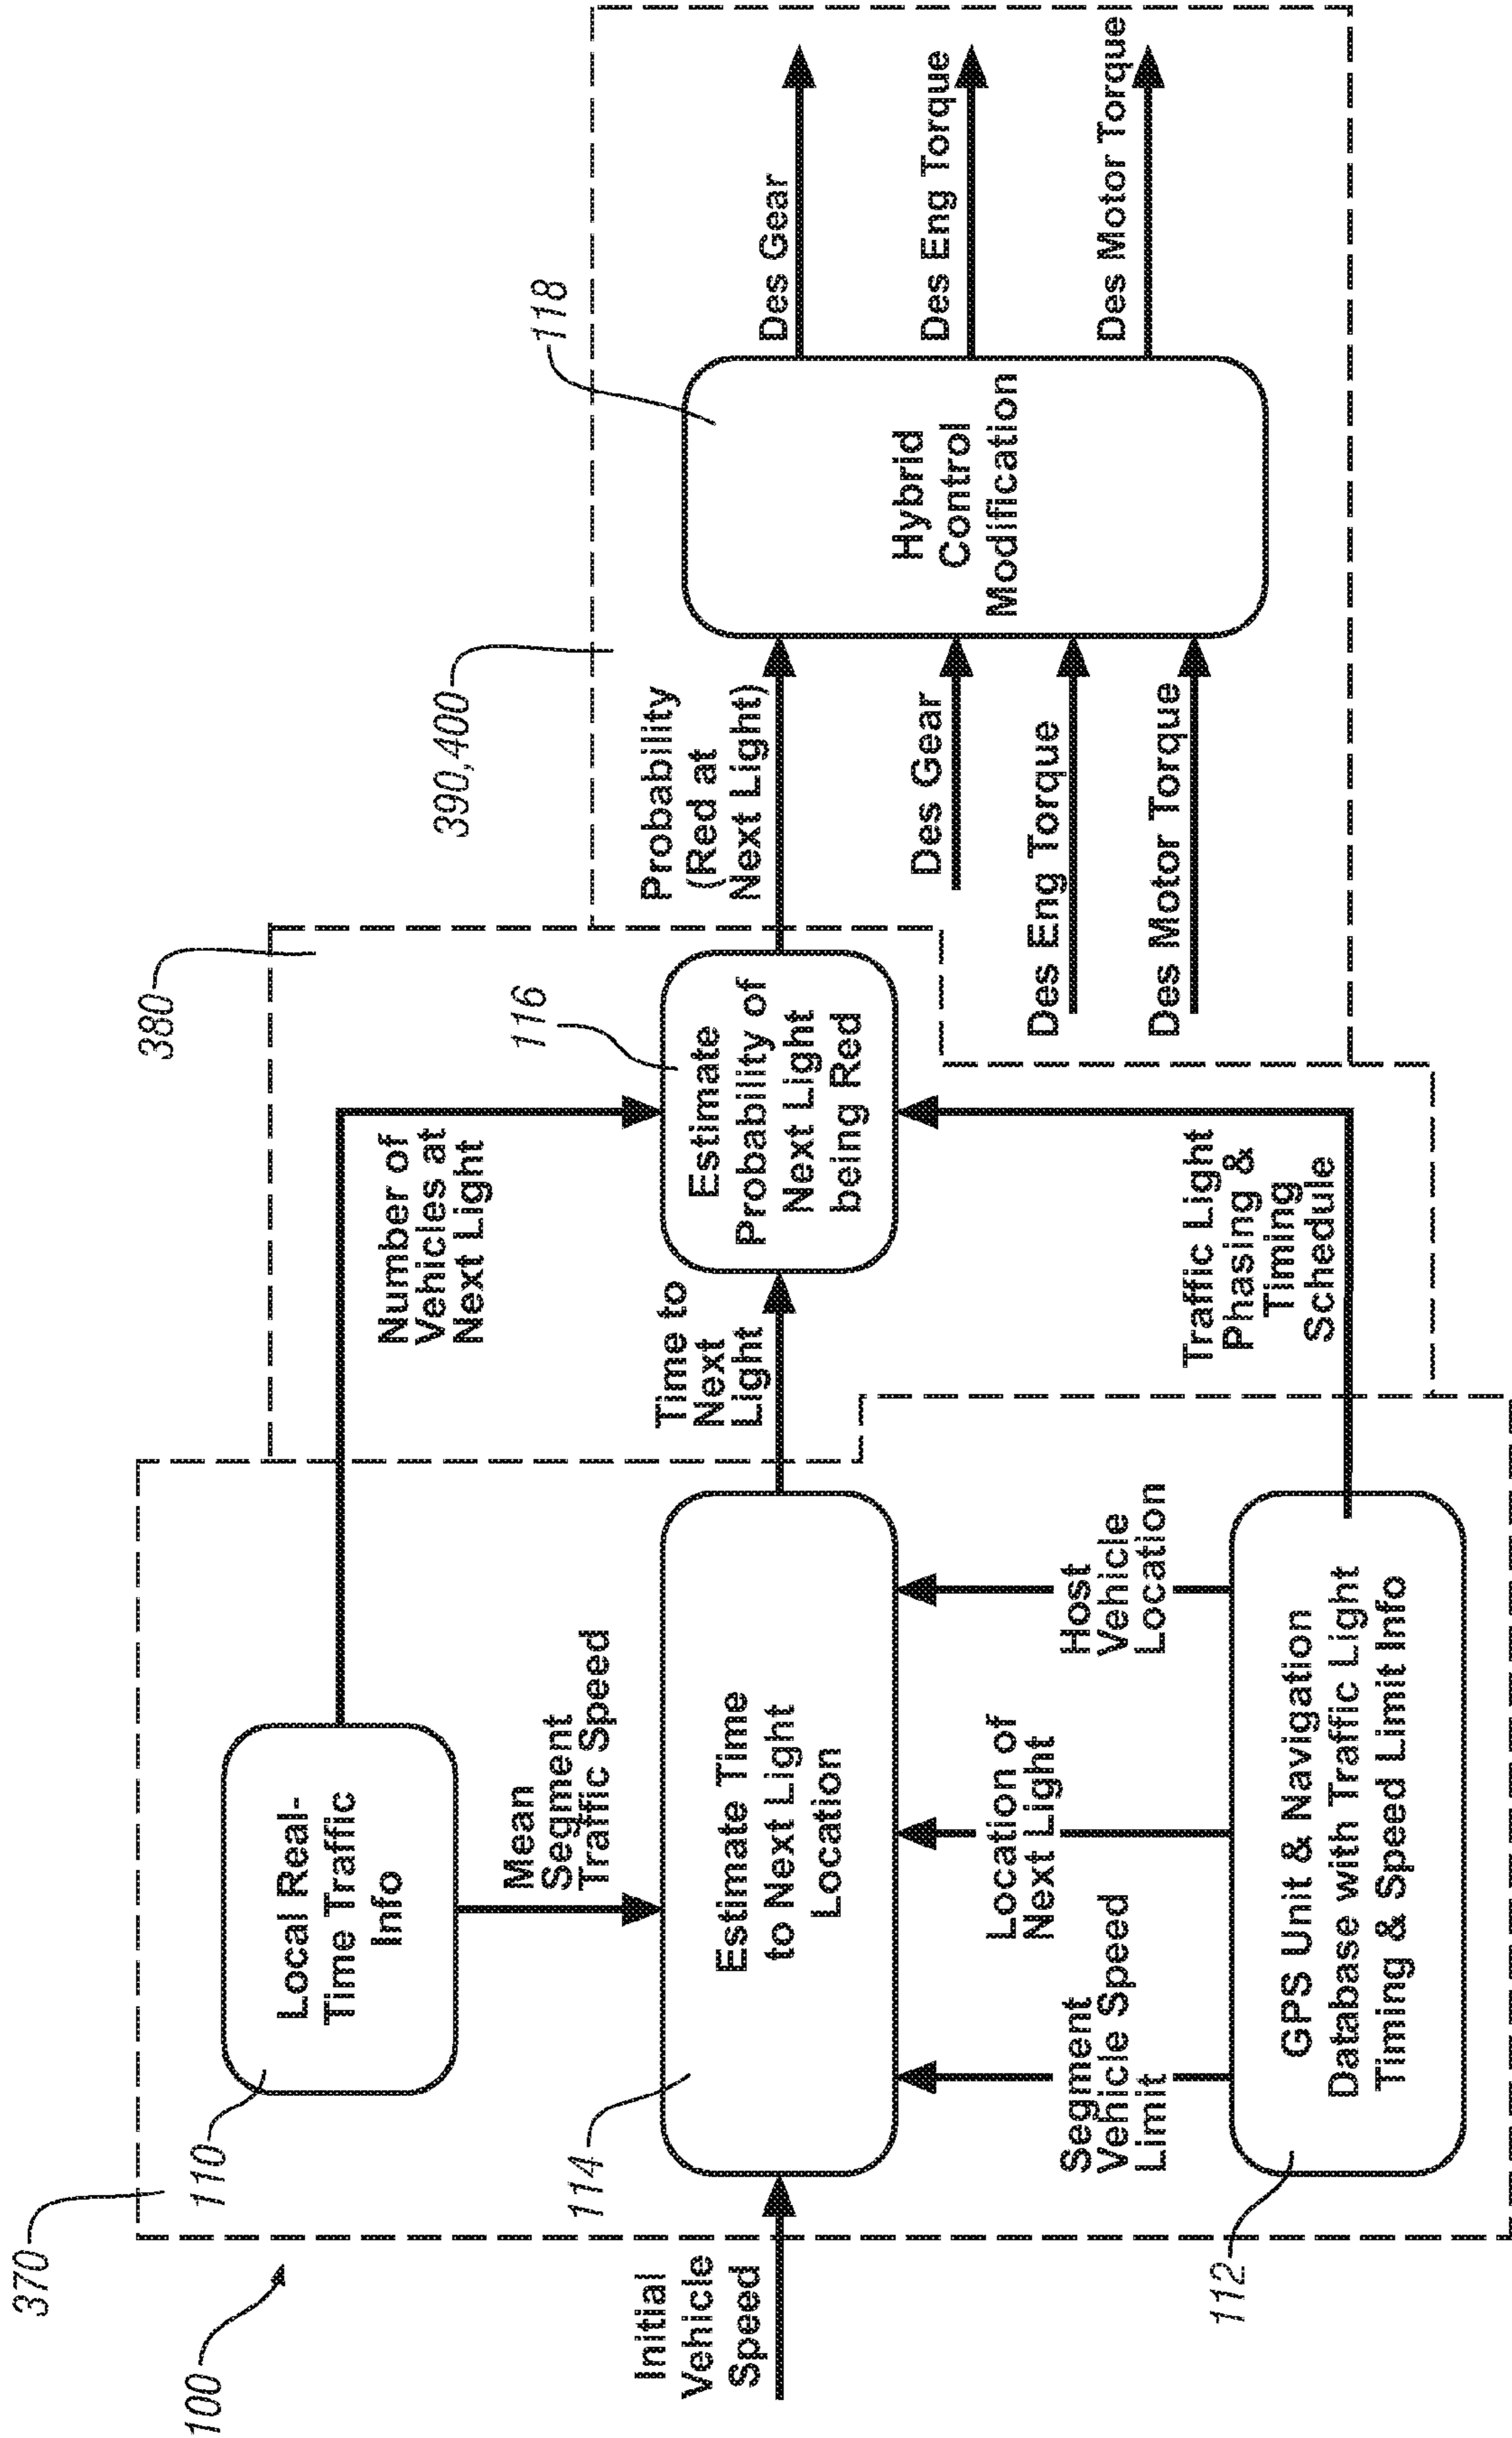 100
370
380
390,400
110
Local Real-
Time Traffic
Info
Number of
Vehicles at
Next Light
Mean
Segment
Traffic Speed
116
118
Initial
Vehicle
Speed
114
Estimate Time
to Next Light
Location
Time to
Next
Light
Estimate
Probability of
Next Light
being Red
Probability
(Red at
Next Light)
Des Gear
Des Eng Torque
Des Motor Torque
Hybrid
Control
Modification
Des Gear
Des Eng Torque
Des Motor Torque
Segment
Vehicle Speed
Limit
Location of
Next Light
Host
Vehicle
Location
Traffic Light
Phasing &
Timing
Schedule
112
GPS Unit & Navigation
Database with Traffic Light
Timing & Speed Limit Info